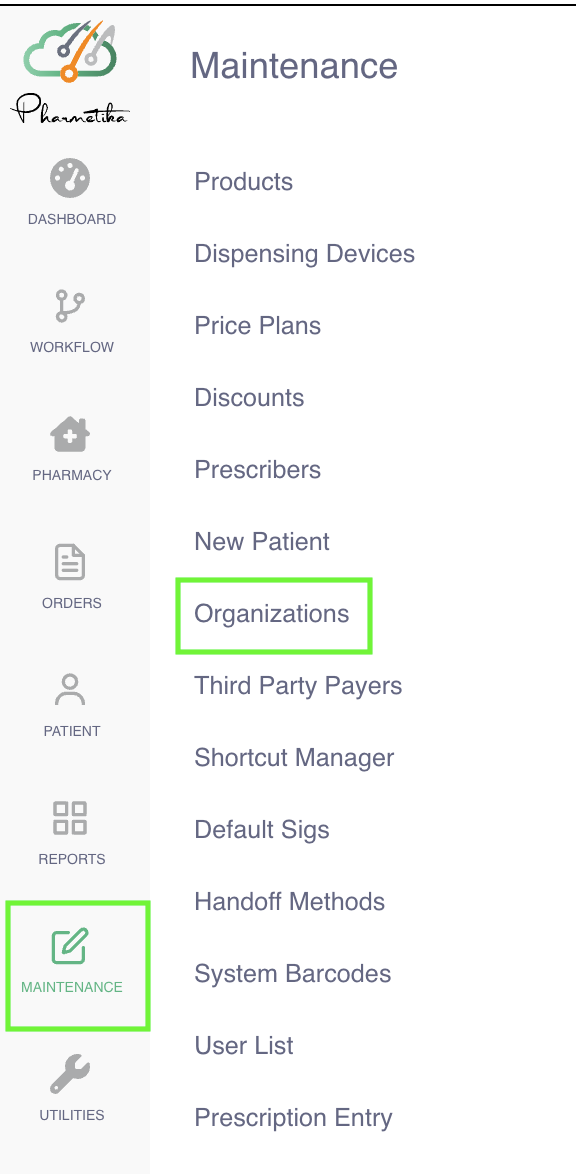 Pharmetika
DASHBOARD
WORKFLOW
PHARMACY
ORDERS
PATIENT
REPORTS
MAINTENANCE
UTILITIES
Maintenance
Products
Dispensing Devices
Price Plans
Discounts
Prescribers
New Patient
Organizations
Third Party Payers
Shortcut Manager
Default Sigs
Handoff Methods
System Barcodes
User List
Prescription Entry